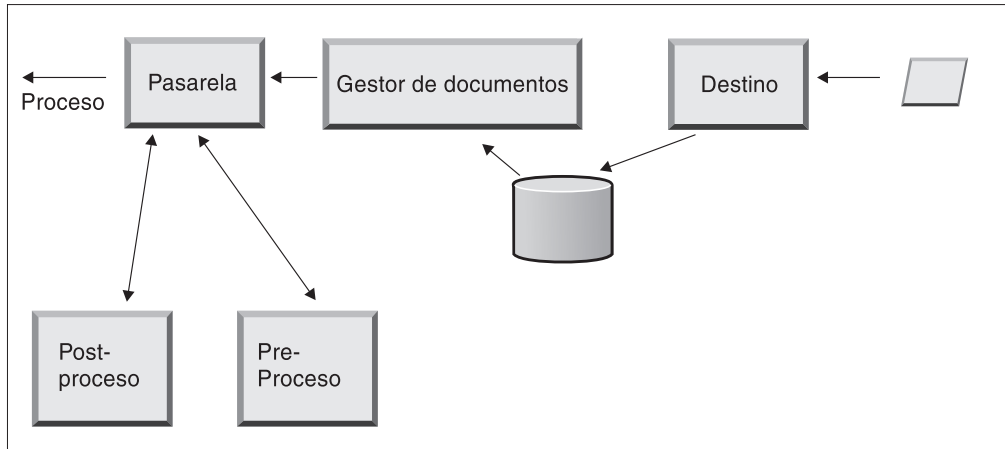 Pasarela
Gestor de documentos
Destino
Proceso
Post-
proceso
Pre-
Proceso